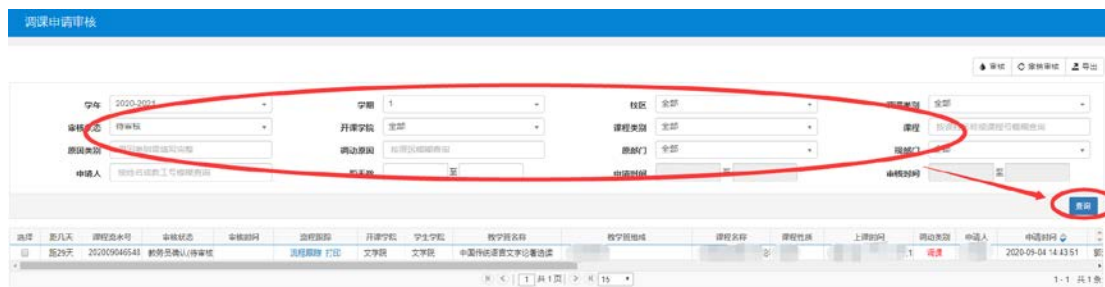 调课申请审核
审核 撤销审核 导出
学年 2020-2021 学期 1 校区 全部 全部
审核状态 待审核 开课学院 全部 课程类别 全部 课程
原因类别 调动原因 原部门 全部 现部门 全部
申请人 至 申请时间 至 审核时间 至
查询
选择 距几天 课程流水号 审核状态 审核时间 流程跟踪 开课学院 学生学院 教学班名称 教学班组成 课程名称 课程性质 上课时间 调动类别 申请人 申请时间
距29天 202009046541 教务员确认(待审核 流程跟踪 打印 文学院 文学院 中国传统语言文字论著选读 .1 调课 2020-09-04 14:43:51
1 共1页 15 1-1 共1条